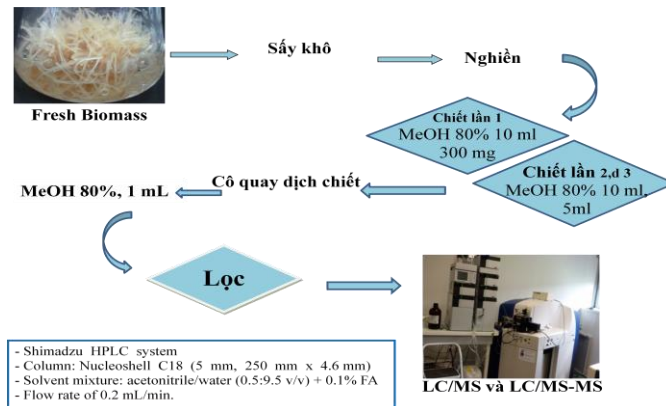 Sấy khô
Nghiền
Fresh Biomass
Chiết lần 1
MeOH 80% 10 ml
300 mg
Chiết lần 2,d 3
MeOH 80% 10 ml,
5ml
Cô quay dịch chiết
MeOH 80%, 1 mL
Lọc
LC/MS và LC/MS-MS
- Shimadzu HPLC system
- Column: Nucleoshell C18 (5 mm, 250 mm x 4.6 mm)
- Solvent mixture: acetonitrile/water (0.5:9.5 v/v) + 0.1% FA
- Flow rate of 0.2 mL/min.